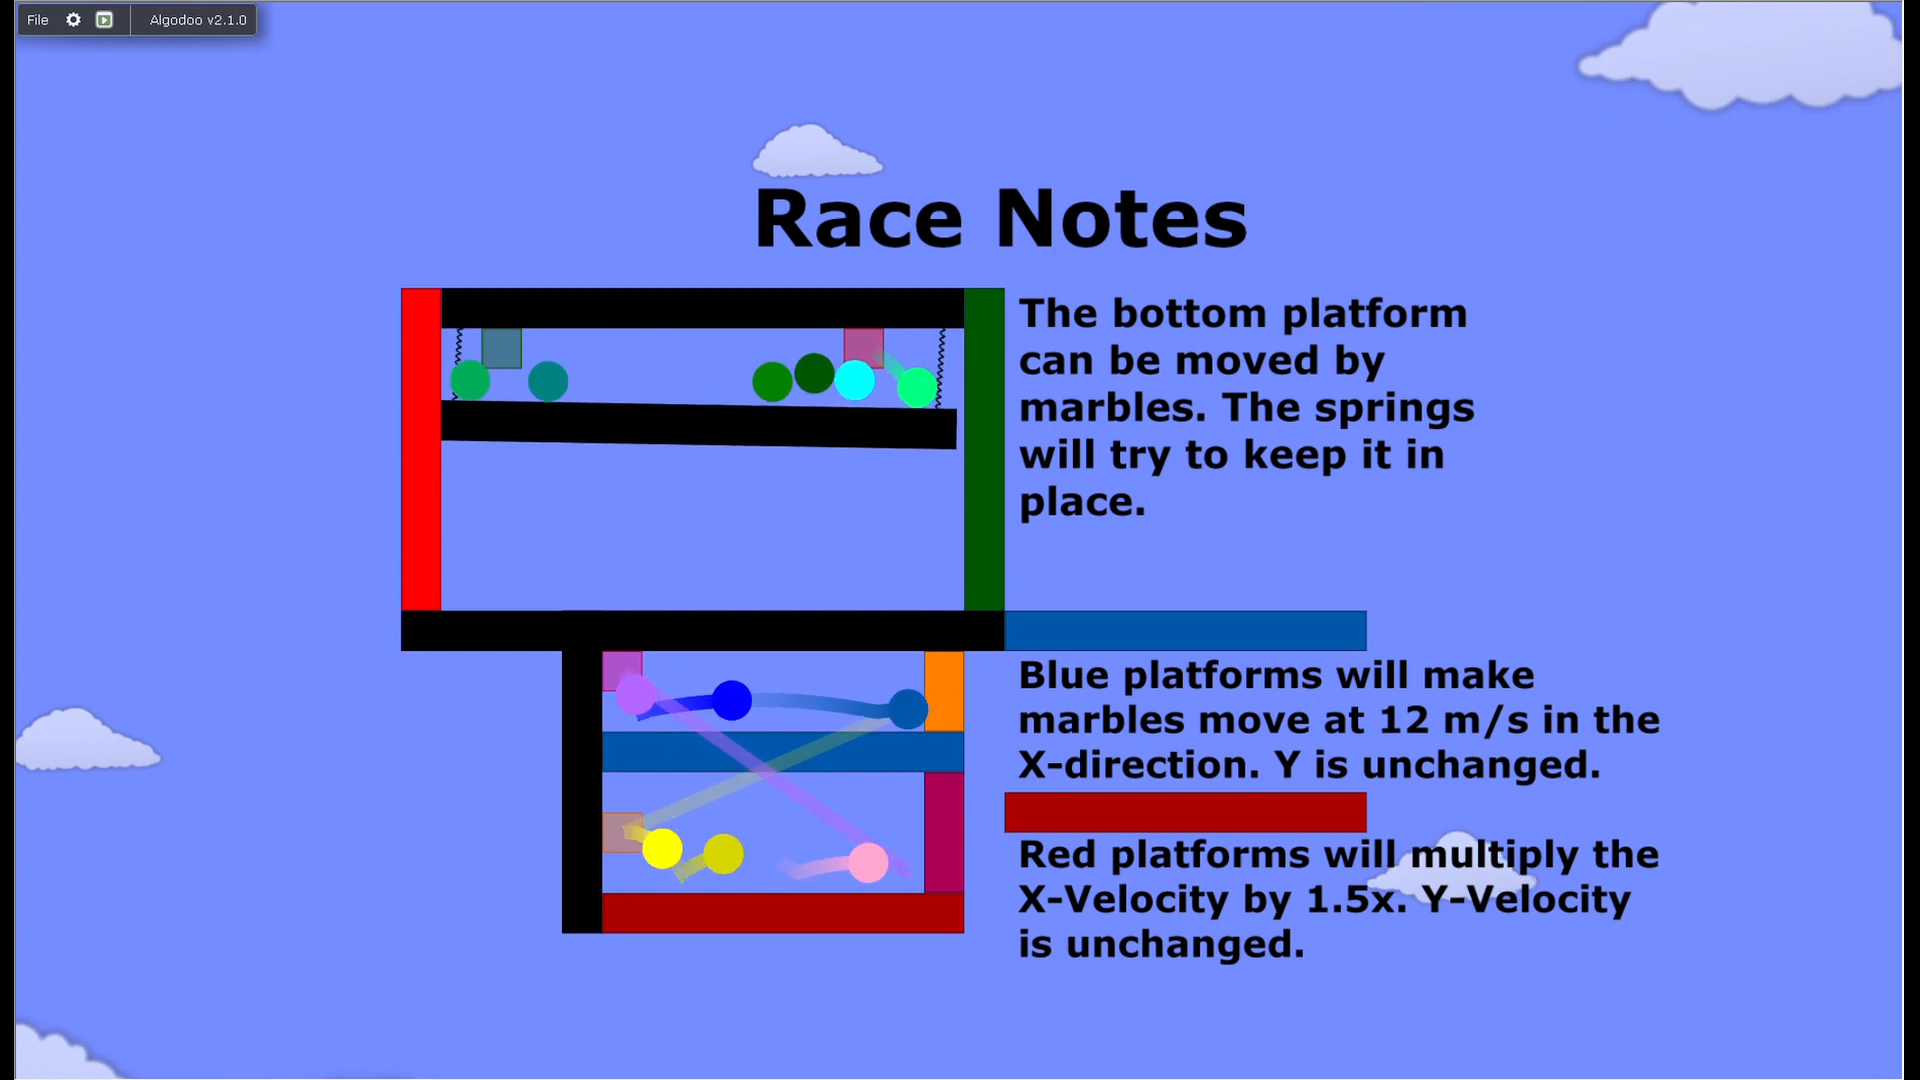 File Algodoo v2.1.0
Race Notes
The bottom platform
can be moved by
marbles. The springs
will try to keep it in
place.
Blue platforms will make
marbles move at 12 m/s in the
X-direction. Y is unchanged.
Red platforms will multiply the
X-Velocity by 1.5x. Y-Velocity
is unchanged.